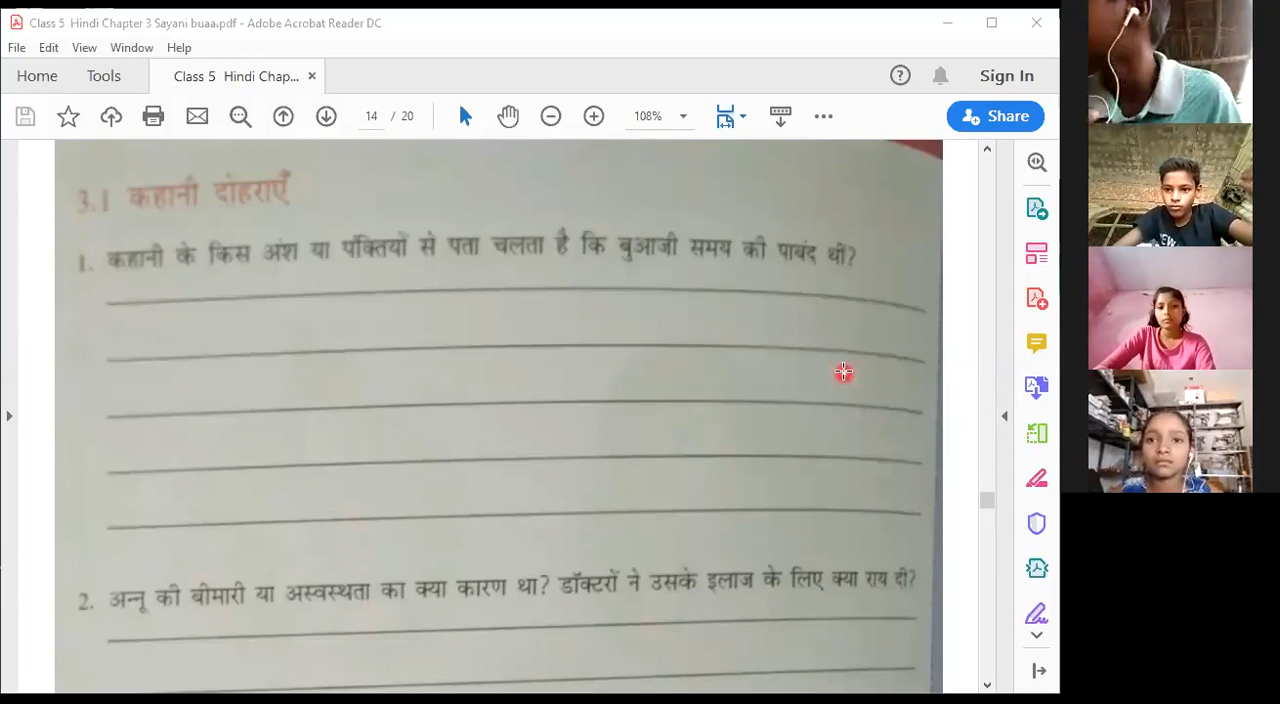 Class 5 Hindi Chapter 3 Sayani buaa.pdf - Adobe Acrobat Reader DC
File Edit View Window Help
Home Tools Class 5 Hindi Chap... × Sign In
14 / 20 108% Share
3.1 कहानी दोहराएँ
1. कहानी के किस अंश या पंक्तियों से पता चलता है कि बुआजी समय की पाबंद थीं?
2. अन्नू की बीमारी या अस्वस्थता का क्या कारण था? डॉक्टरों ने उसके इलाज के लिए क्या राय दी?